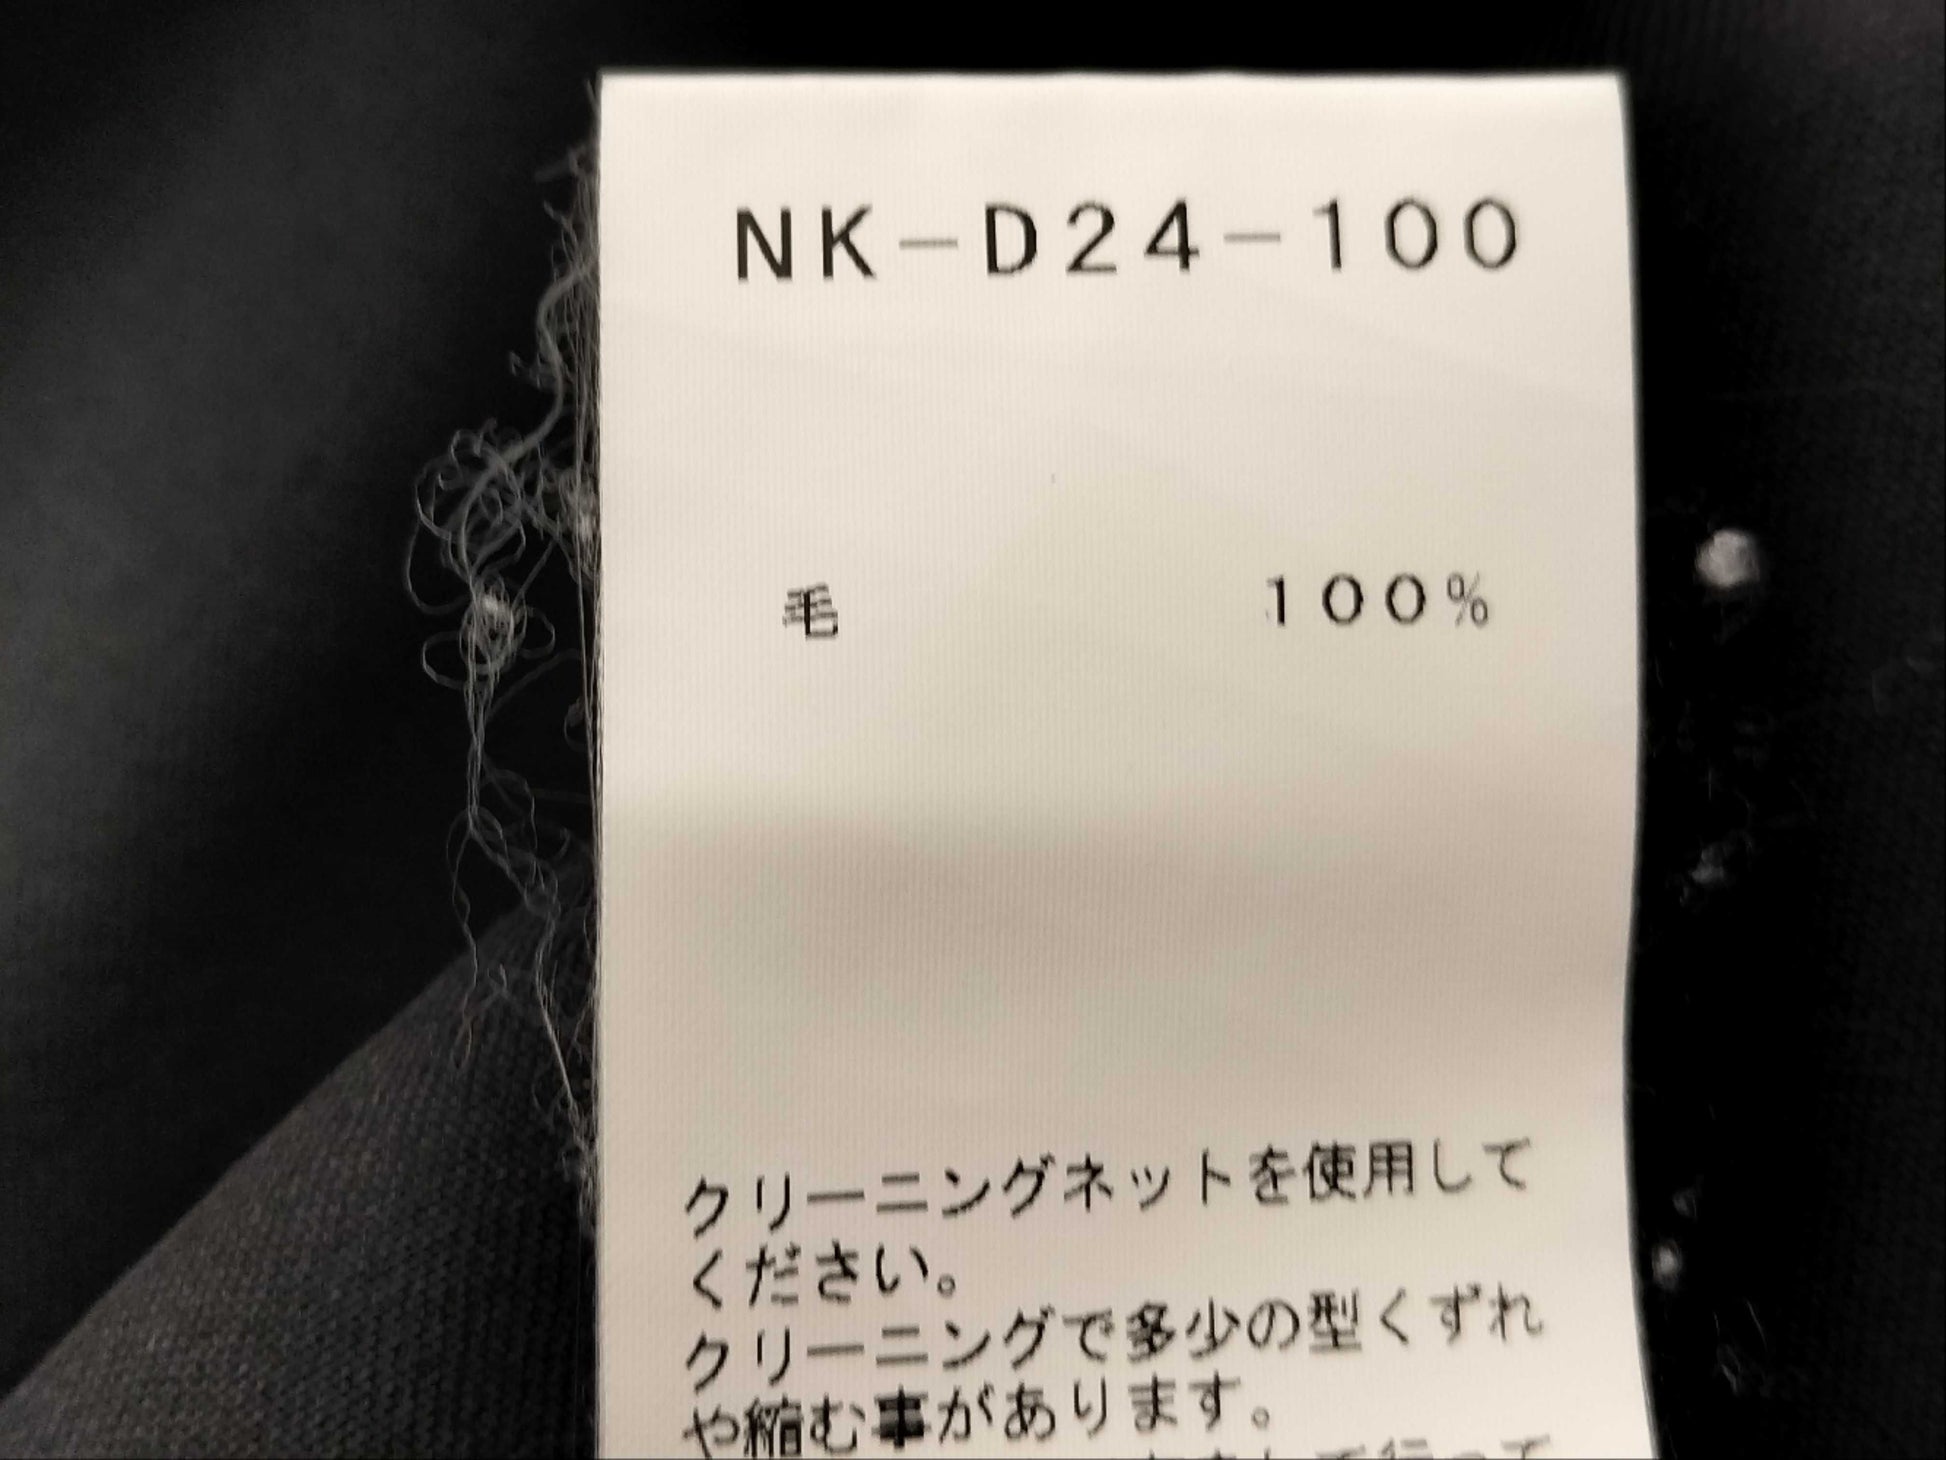 NK-D24-100
毛 100%
クリーニングネットを使用して
ください。
クリーニングで多少の型くずれ
や縮む事があります。